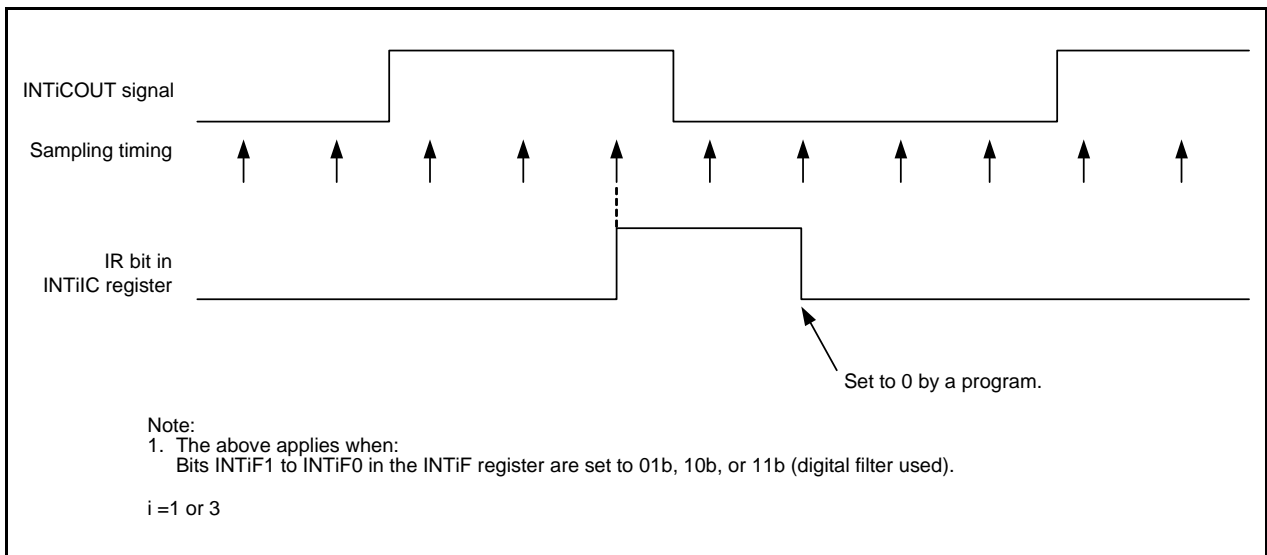 INTiCOUT signal
Sampling timing
IR bit in
INTiIC register
Set to 0 by a program.
Note:
1. The above applies when:
Bits INTiF1 to INTiF0 in the INTiF register are set to 01b, 10b, or 11b (digital filter used).
i =1 or 3